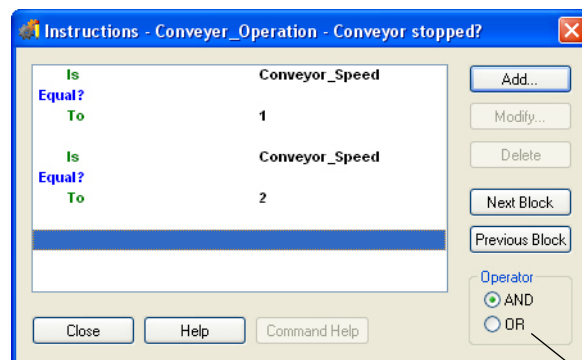 Instructions - Conveyer_Operation - Conveyor stopped?
Is Conveyor_Speed
Equal?
To 1
Is Conveyor_Speed
Equal?
To 2
Add...
Modify...
Delete
Next Block
Previous Block
Operator
AND
OR
Close Help Command Help